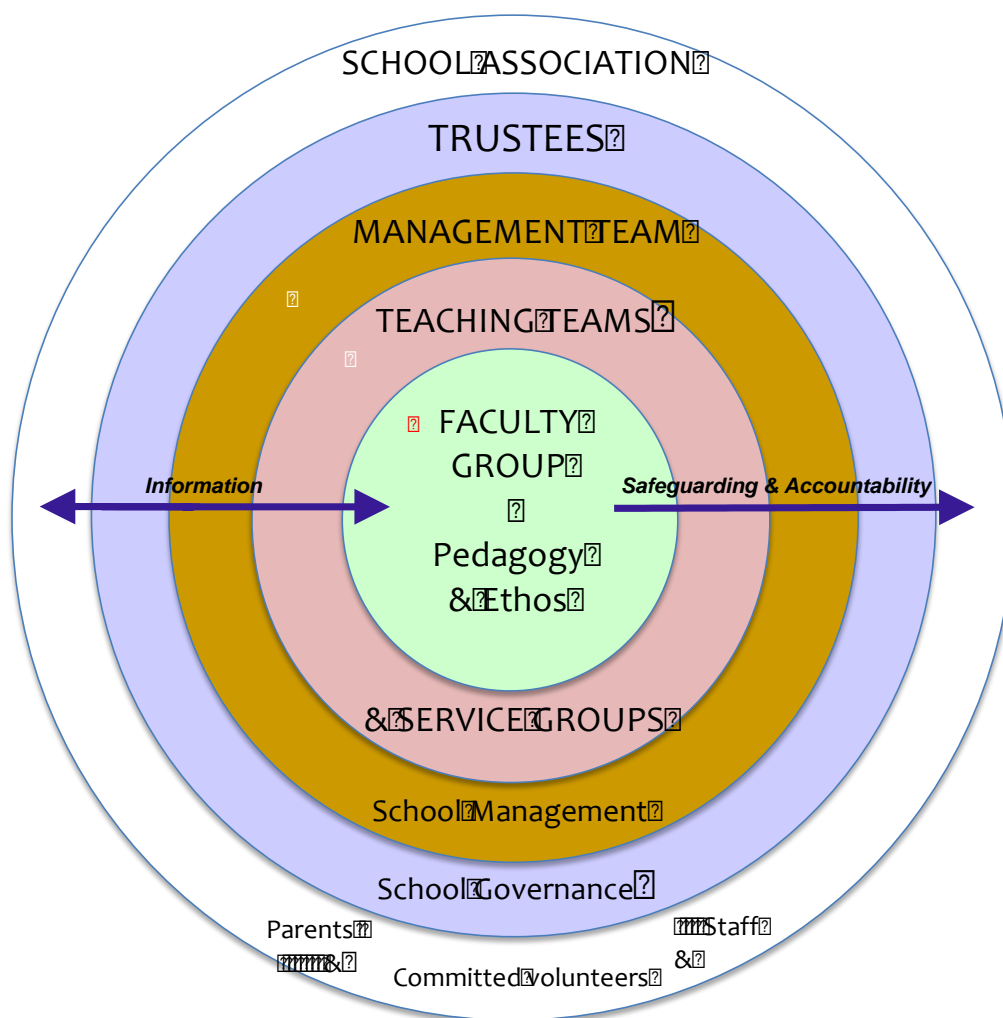 SCHOOL ASSOCIATION
TRUSTEES
MANAGEMENT TEAM
TEACHING TEAMS
FACULTY
GROUP
Information
Safeguarding & Accountability
Pedagogy
& Ethos
& SERVICE GROUPS
School Management
School Governance
Parents
&
Staff
&
Committed volunteers